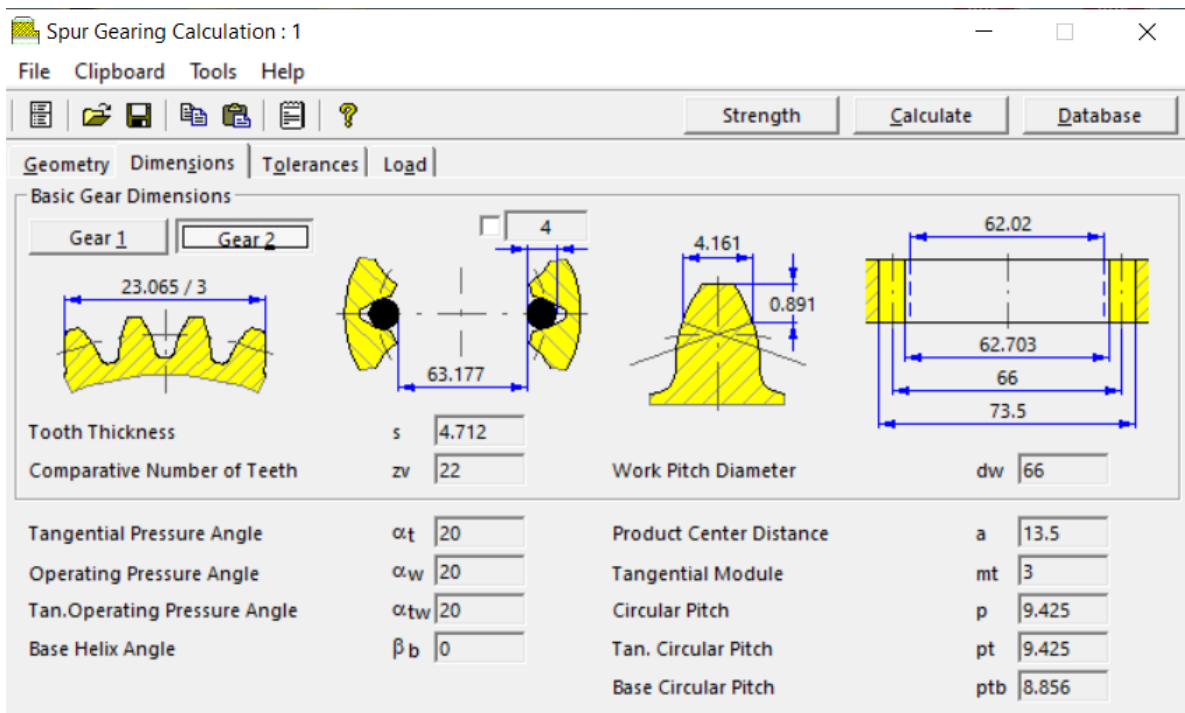 Spur Gearing Calculation : 1
File Clipboard Tools Help
Strength Calculate Database
Geometry Dimensions Tolerances Load
Basic Gear Dimensions
Gear 1 Gear 2
4
62.02
4.161
23.065 / 3
0.891
62.703
63.177
66
73.5
Tooth Thickness s 4.712
Comparative Number of Teeth zv 22
Work Pitch Diameter dw 66
Tangential Pressure Angle αt 20
Product Center Distance a 13.5
Operating Pressure Angle αw 20
Tangential Module mt 3
Tan.Operating Pressure Angle αtw 20
Circular Pitch p 9.425
Base Helix Angle βb 0
Tan. Circular Pitch pt 9.425
Base Circular Pitch ptb 8.856